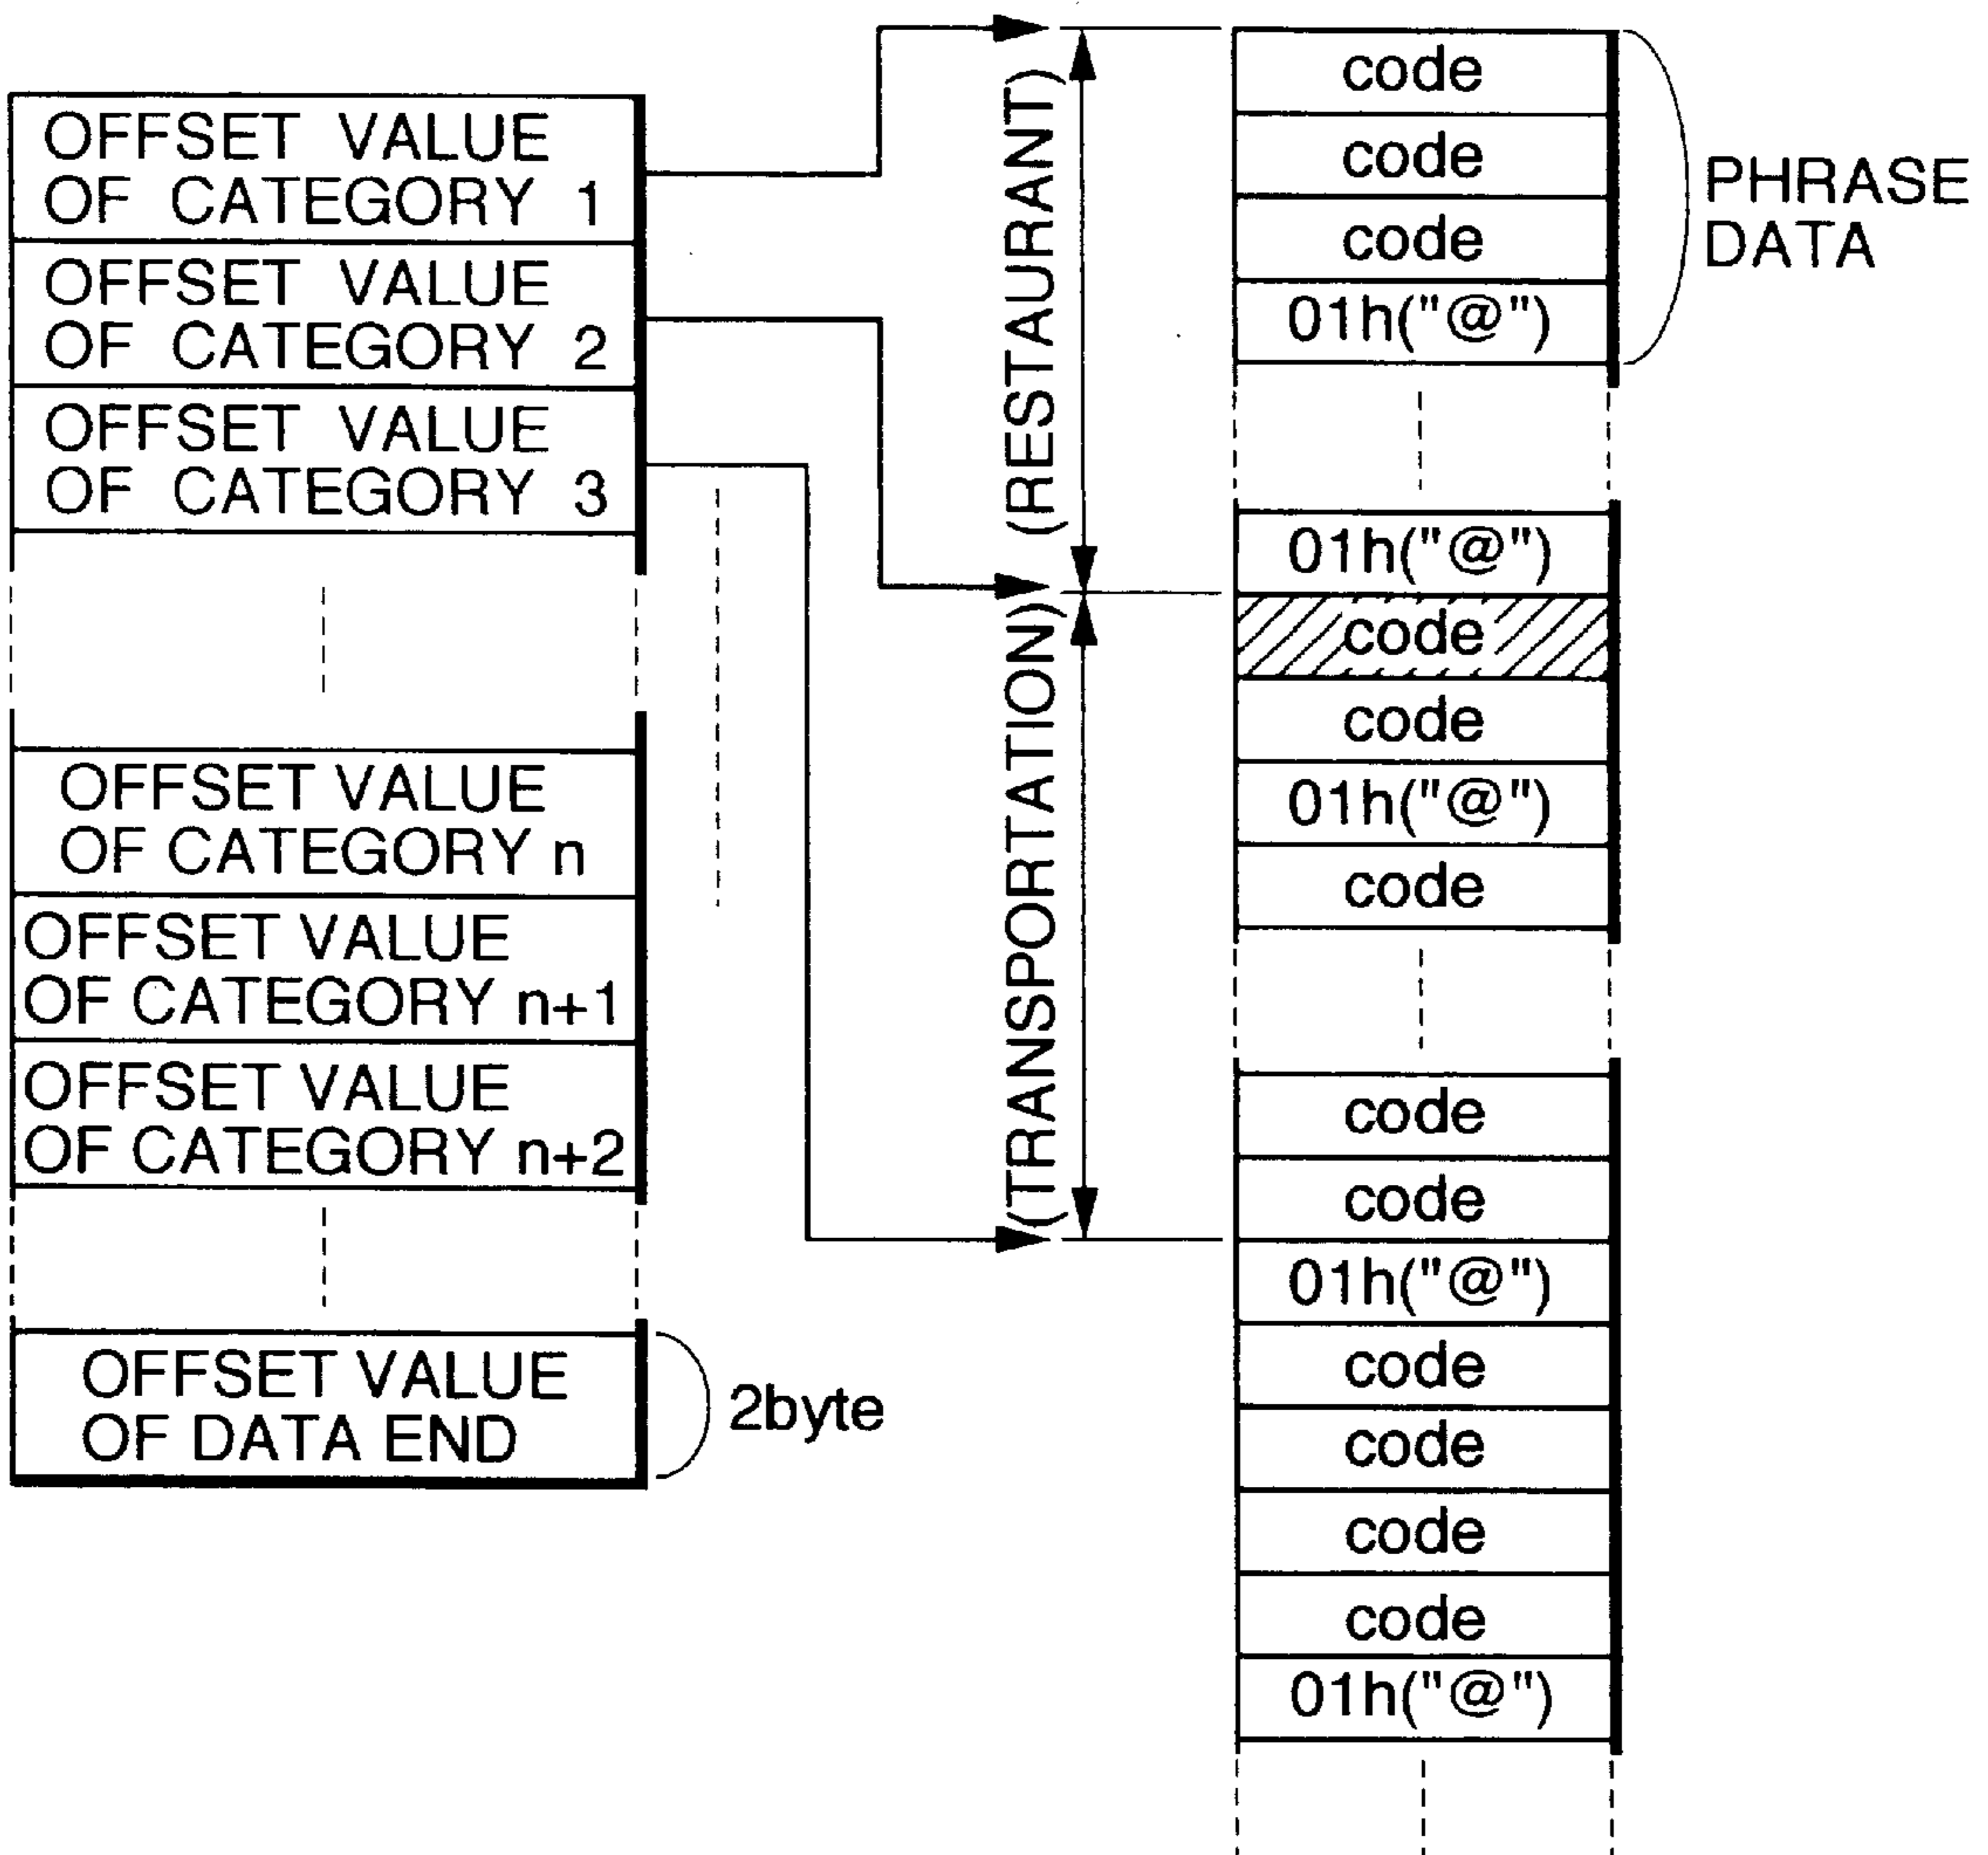 OFFSET VALUE
OF CATEGORY 1
OFFSET VALUE
OF CATEGORY 2
OFFSET VALUE
OF CATEGORY 3
OFFSET VALUE
OF CATEGORY n
OFFSET VALUE
OF CATEGORY n+1
OFFSET VALUE
OF CATEGORY n+2
OFFSET VALUE
OF DATA END
2byte
(RESTAURANT)
(TRANSPORTATION)
code
code
code
01h("@")
PHRASE
DATA
01h("@")
code
code
01h("@")
code
code
code
01h("@")
code
code
code
code
01h("@")